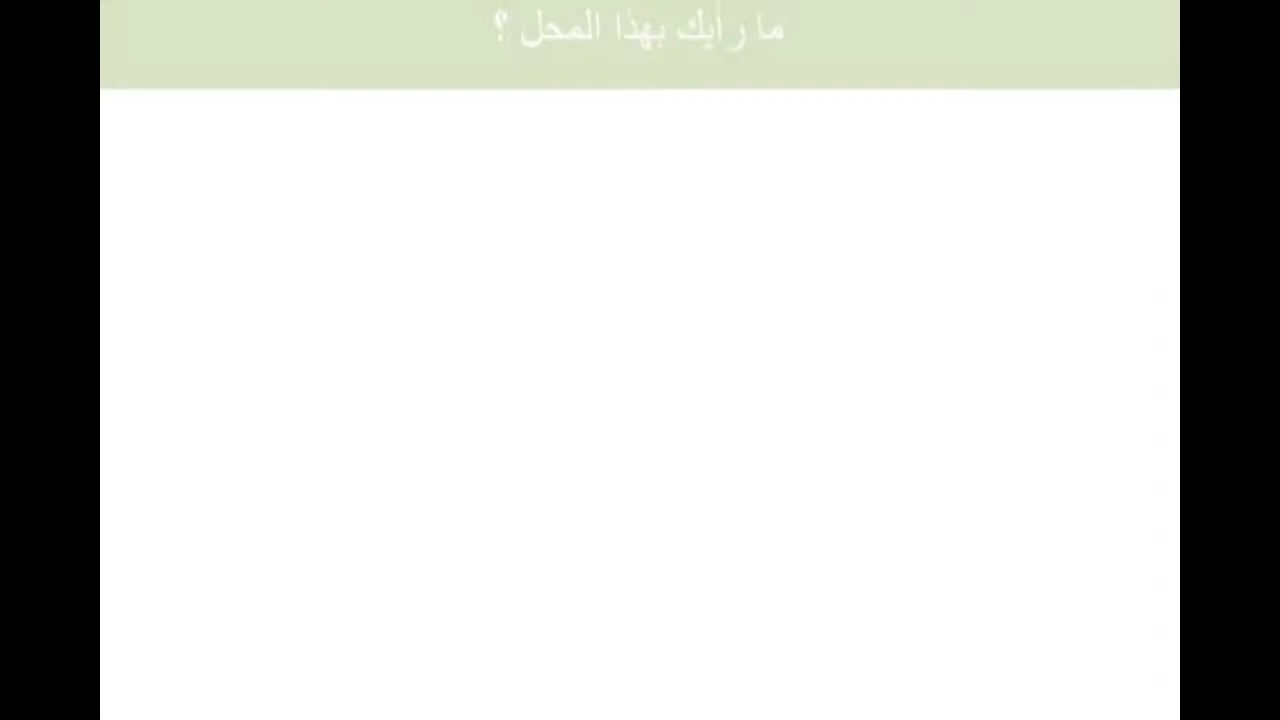 ما رأيك بهذا المحل ؟